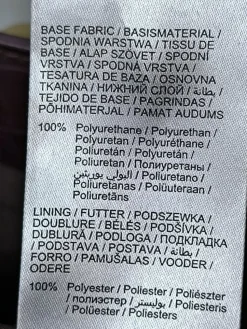 BASE FABRIC / BASISMATERIAL /
SPODNIA WARSTWA / TISSU DE
BASE / ALAP SZÖVET / SPODNÍ
VRSTVA / SPODNÁ VRSTVA /
TESATURA DE BAZA / OSNOVNA
TKANINA / НИЖНИЙ СЛОЙ / بطانة /
TEJIDO DE BASE / PAGRINDAS /
PÕHIMATERJAL / PAMAT AUDUMS
100% Polyurethane / Polyurethan /
Poliuretan / Polyuréthane /
Poliuretán / Polyuretán /
Poliuretan / Полиуретаны /
البولي يوريثين / Poliuretano /
Poliuretanas / Polüuretaan /
Poliuretāns
LINING / FUTTER / PODSZEWKA /
DOUBLURE / BÉLÉS / PODŠÍVKA /
DUBLURĂ / PODLOGA / ПОДКЛАДКА
/ PODSTAVA / POSTAVA / بطانة /
FORRO / PAMUŠALAS / VOODER /
ODERE
100% Polyester / Poliester / Poliészter
/ полиэстер / بوليستر / Poliesteris
/ Polüester / Poliesters